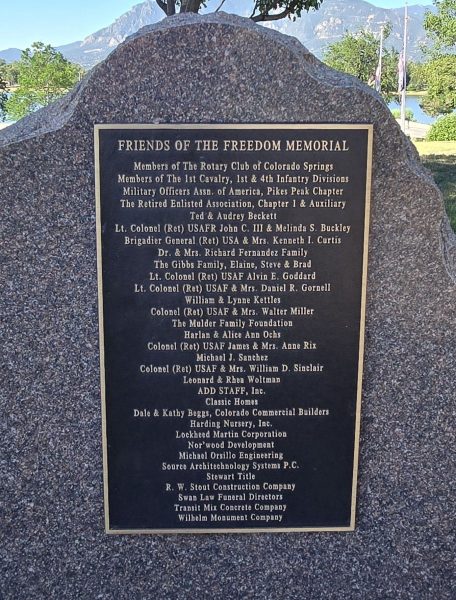 FRIENDS OF THE FREEDOM MEMORIAL
Members of The Rotary Club of Colorado Springs
Members of The 1st Cavalry, 1st & 4th Infantry Divisions
Military Officers Assn. of America, Pikes Peak Chapter
The Retired Enlisted Association, Chapter 1 & Auxiliary
Ted & Audrey Beckett
Lt. Colonel (Ret) USAFR John C. III & Melinda S. Buckley
Brigadier General (Ret) USA & Mrs. Kenneth I. Curtis
Dr. & Mrs. Richard Fernandez Family
The Gibbs Family, Elaine, Steve & Brad
Lt. Colonel (Ret) USAF Alvin E. Goddard
Lt. Colonel (Ret) USAF & Mrs. Daniel R. Gornell
William & Lynne Kettles
Colonel (Ret) USAF & Mrs. Walter Miller
The Mulder Family Foundation
Harlan & Alice Ann Ochs
Colonel (Ret) USAF James & Mrs. Anne Rix
Michael J. Sanchez
Colonel (Ret) USAF & Mrs. William D. Sinclair
Leonard & Rhea Woltman
ADD STAFF, Inc.
Classic Homes
Dale & Kathy Beggs, Colorado Commercial Builders
Harding Nursery, Inc.
Lockheed Martin Corporation
Nor'wood Development
Michael Orsillo Engineering
Source Architechnology Systems P.C.
Stewart Title
R. W. Stout Construction Company
Swan Law Funeral Directors
Transit Mix Concrete Company
Wilhelm Monument Company